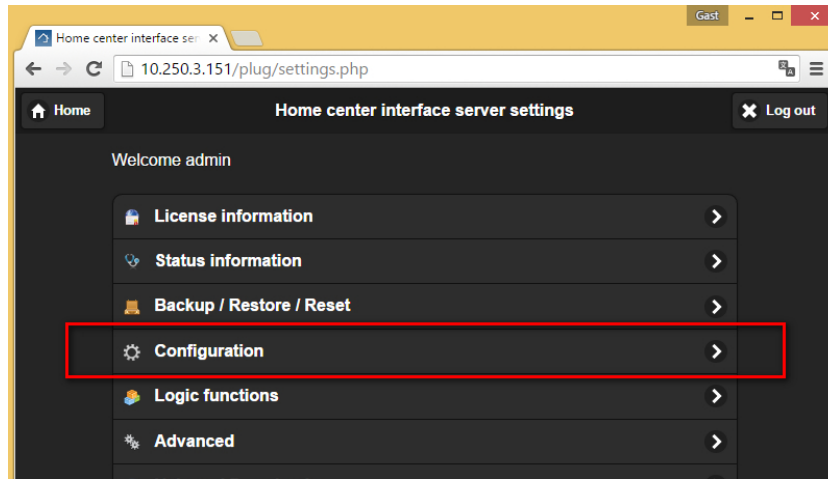 Gast
Home center interface ser
10.250.3.151/plug/settings.php
Home
Home center interface server settings
Log out
Welcome admin
License information
Status information
Backup / Restore / Reset
Configuration
Logic functions
Advanced